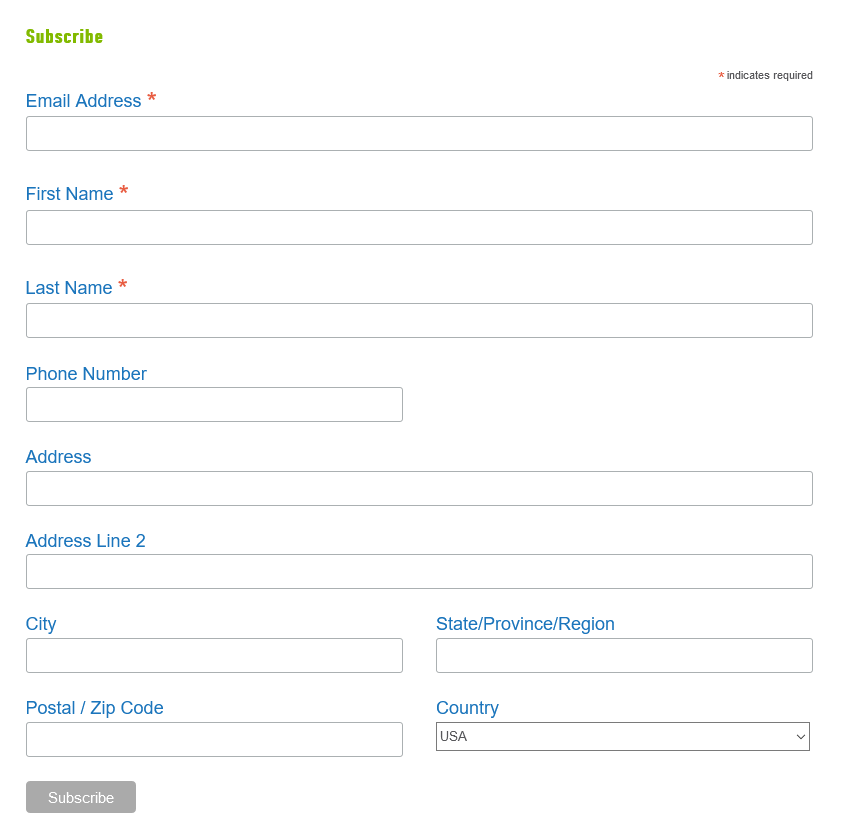 Subscribe
* indicates required
Email Address *
First Name *
Last Name *
Phone Number
Address
Address Line 2
City State/Province/Region
Postal / Zip Code Country
USA
Subscribe